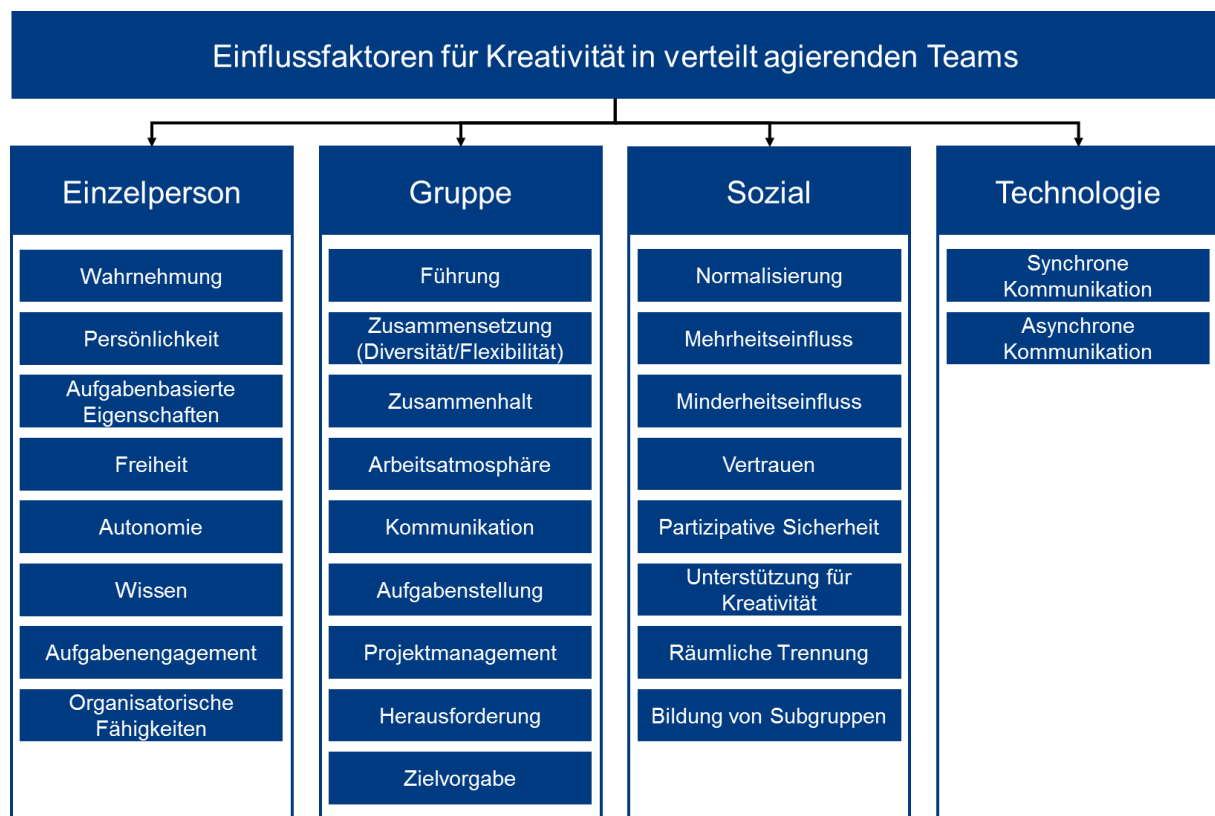 Einflussfaktoren für Kreativität in verteilt agierenden Teams
Einzelperson
Wahrnehmung
Persönlichkeit
Aufgabenbasierte
Eigenschaften
Freiheit
Autonomie
Wissen
Aufgabenengagement
Organisatorische
Fähigkeiten
Gruppe
Führung
Zusammensetzung
(Diversität/Flexibilität)
Zusammenhalt
Arbeitsatmosphäre
Kommunikation
Aufgabenstellung
Projektmanagement
Herausforderung
Zielvorgabe
Sozial
Normalisierung
Mehrheitseinfluss
Minderheitseinfluss
Vertrauen
Partizipative Sicherheit
Unterstützung für
Kreativität
Räumliche Trennung
Bildung von Subgruppen
Technologie
Synchrone
Kommunikation
Asynchrone
Kommunikation